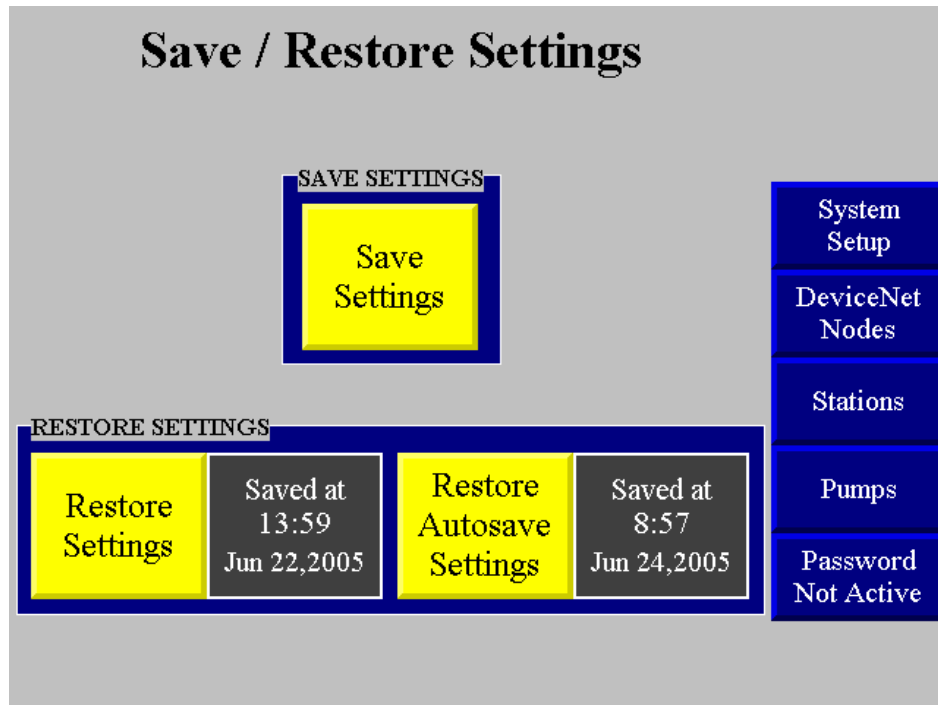 Save / Restore Settings
SAVE SETTINGS
Save
Settings
System
Setup
DeviceNet
Nodes
Stations
Pumps
Password
Not Active
RESTORE SETTINGS
Restore
Settings
Saved at
13:59
Jun 22,2005
Restore
Autosave
Settings
Saved at
8:57
Jun 24,2005